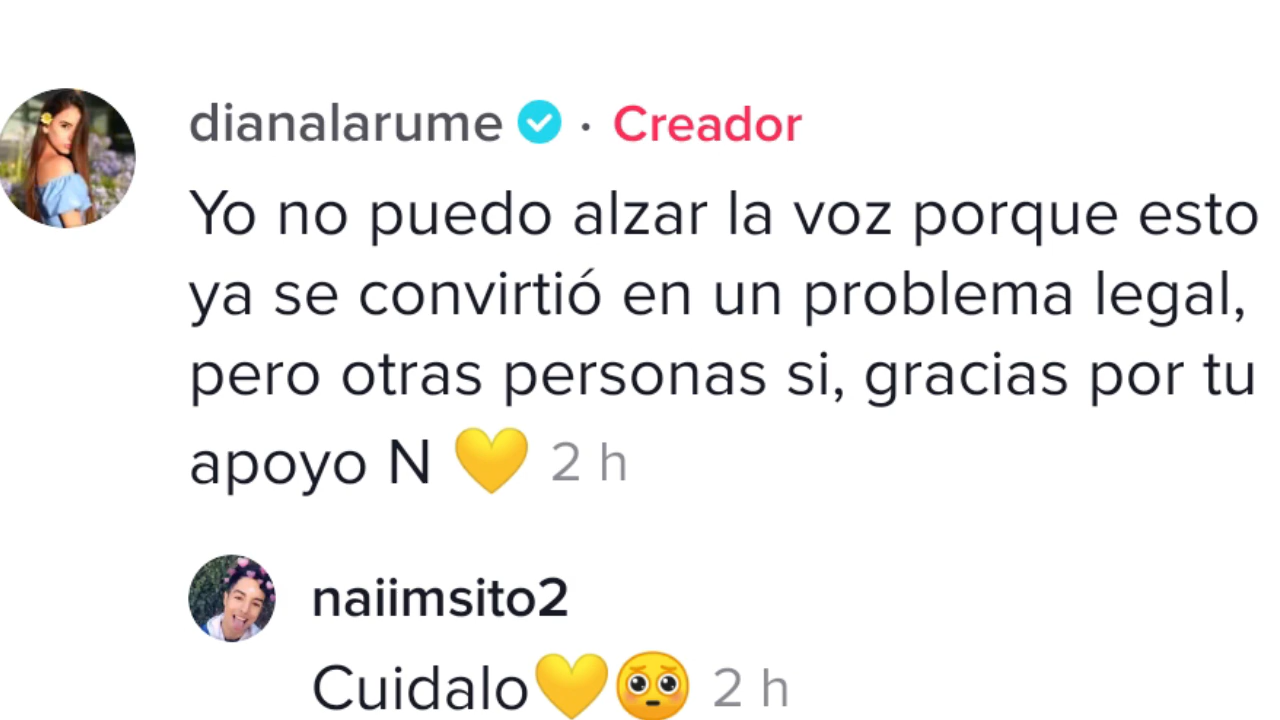 dianalarume · Creador
Yo no puedo alzar la voz porque esto
ya se convirtió en un problema legal,
pero otras personas si, gracias por tu
apoyo N 💛 2 h
naiimsito2
Cuidalo💛🥺 2 h